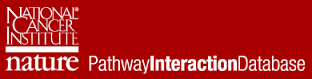 NATIONAL
CANCER
INSTITUTE
nature PathwayInteractionDatabase